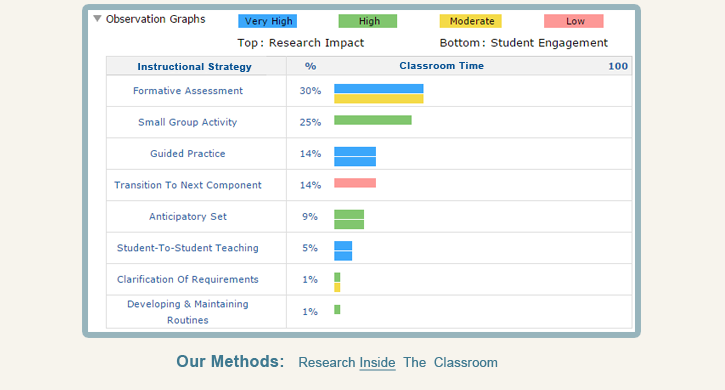 Observation Graphs Very High High Moderate Low
Top: Research Impact Bottom: Student Engagement
Instructional Strategy % Classroom Time 100
Formative Assessment 30%
Small Group Activity 25%
Guided Practice 14%
Transition To Next Component 14%
Anticipatory Set 9%
Student-To-Student Teaching 5%
Clarification Of Requirements 1%
Developing & Maintaining
Routines 1%
Our Methods: Research Inside The Classroom